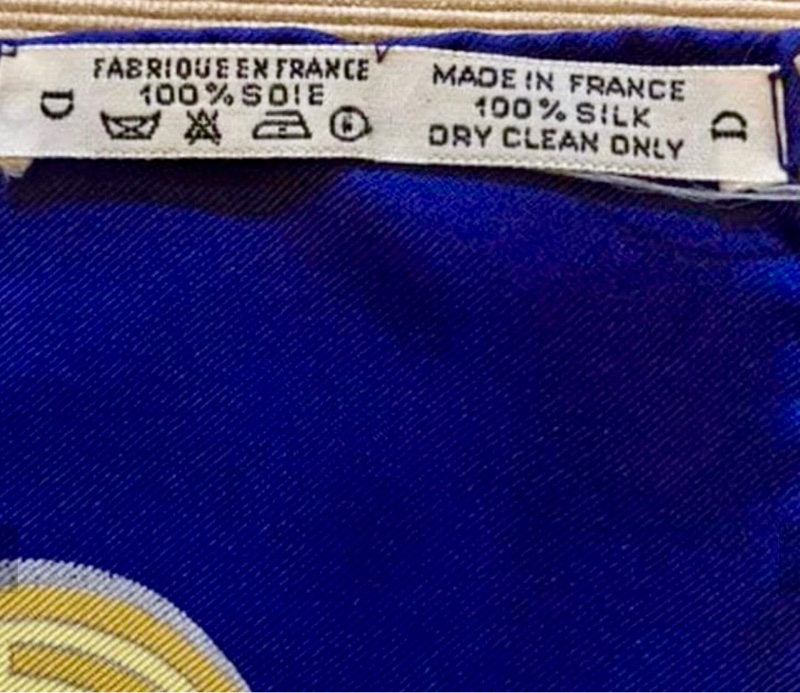 D
FABRIQUE EN FRANCE
100% SOIE
MADE IN FRANCE
100% SILK
DRY CLEAN ONLY
D